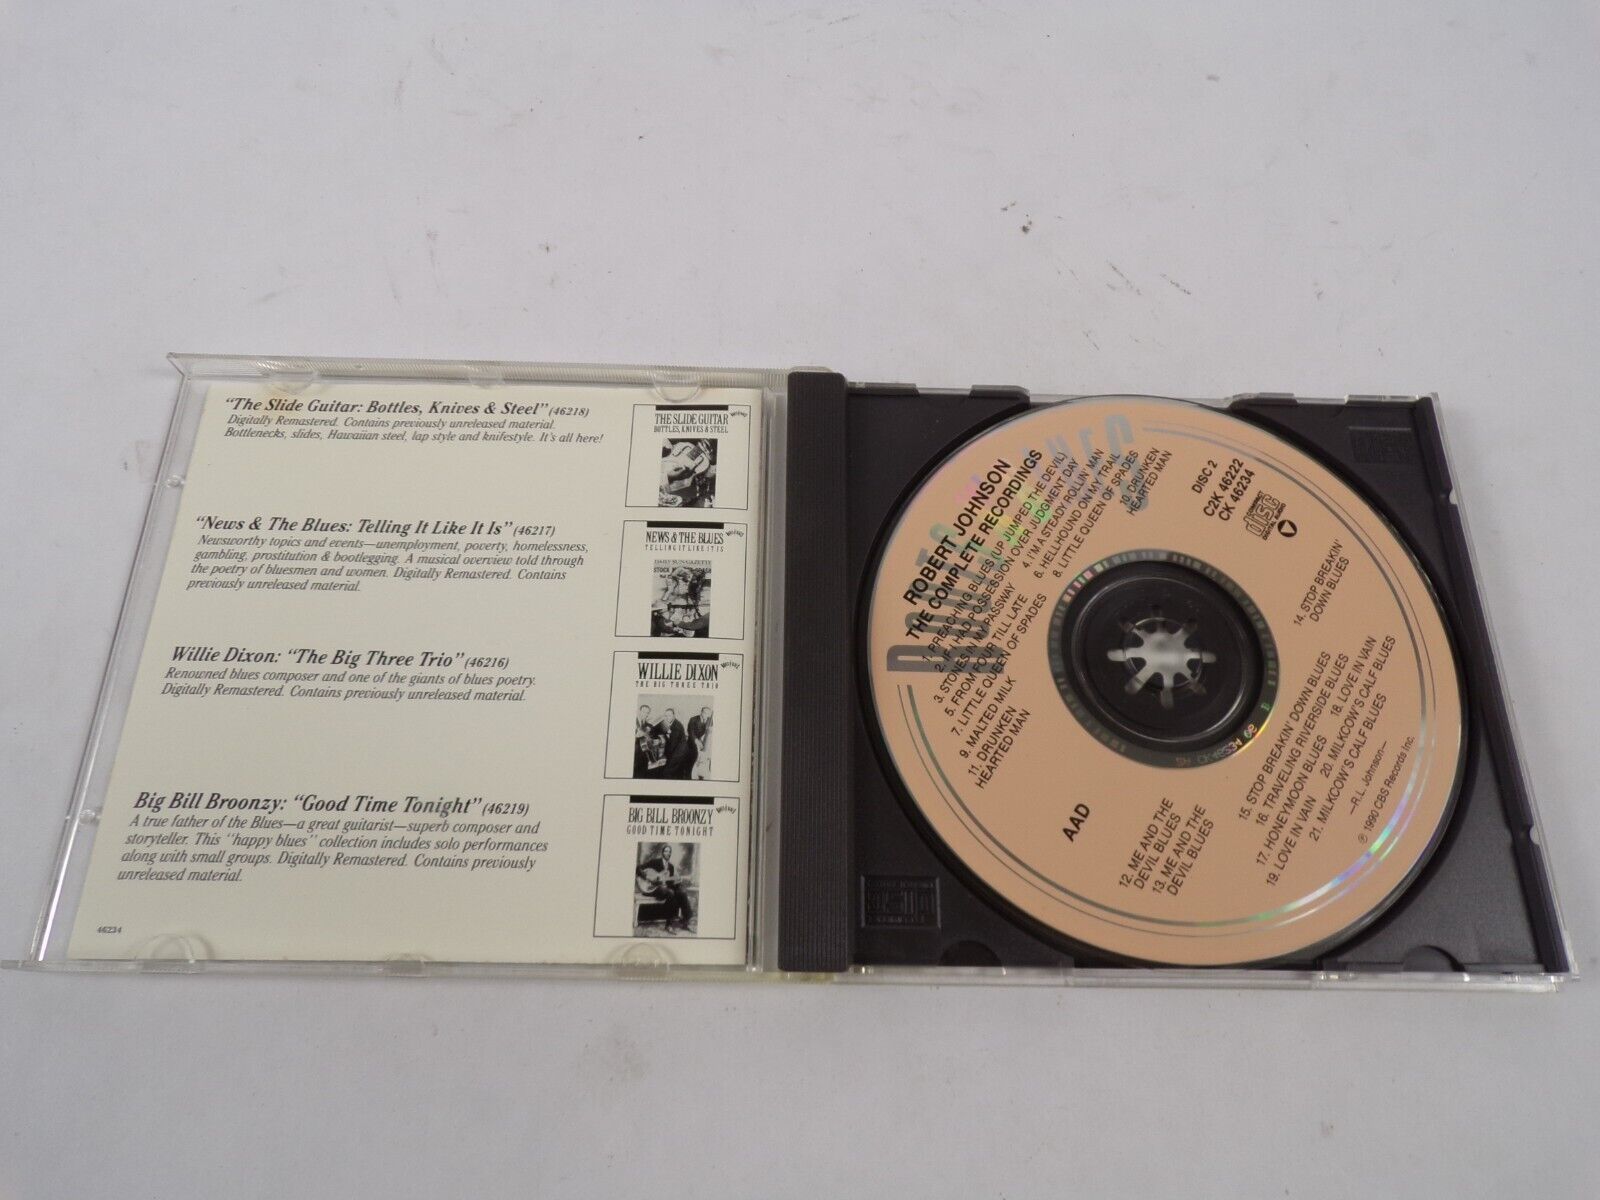 "The Slide Guitar: Bottles, Knives & Steel" (46218)
Digitally Remastered. Contains previously unreleased material.
Bottlenecks, slides, Hawaiian steel, lap style and knifestyle. It's all here!
THE SLIDE GUITAR
BOTTLES, KNIVES & STEEL
"News & The Blues: Telling It Like It Is" (46217)
Newsworthy topics and events—unemployment, poverty, homelessness,
gambling, prostitution & bootlegging. A musical overview told through
the poetry of bluesmen and women. Digitally Remastered. Contains
previously unreleased material.
NEWS & THE BLUES
TELLING IT LIKE IT IS
Willie Dixon: "The Big Three Trio" (46216)
Renowned blues composer and one of the giants of blues poetry.
Digitally Remastered. Contains previously unreleased material.
WILLIE DIXON
THE BIG THREE TRIO
Big Bill Broonzy: "Good Time Tonight" (46219)
A true father of the Blues—a great guitarist—superb composer and
storyteller. This "happy blues" collection includes solo performances
along with small groups. Digitally Remastered. Contains previously
unreleased material.
BIG BILL BROONZY
GOOD TIME TONIGHT
46234
ROBERT JOHNSON
THE COMPLETE RECORDINGS
1. PREACHING BLUES (UP JUMPED THE DEVIL)
2. IF I HAD POSSESSION OVER JUDGMENT DAY
3. STONES IN MY PASSWAY
4. I'M A STEADY ROLLIN' MAN
5. FROM FOUR TILL LATE
6. HELLHOUND ON MY TRAIL
7. LITTLE QUEEN OF SPADES
8. LITTLE QUEEN OF SPADES
9. MALTED MILK
10. DRUNKEN
HEARTED MAN
11. DRUNKEN
HEARTED MAN
DISC 2
C2K 46222
CK 46234
COMPACT
disc
DIGITAL AUDIO
AAD
12. ME AND THE
DEVIL BLUES
13. ME AND THE
DEVIL BLUES
14. STOP BREAKIN'
DOWN BLUES
15. STOP BREAKIN' DOWN BLUES
16. TRAVELING RIVERSIDE BLUES
17. HONEYMOON BLUES
18. LOVE IN VAIN
19. LOVE IN VAIN
20. MILKCOW'S CALF BLUES
21. MILKCOW'S CALF BLUES
—R.L. Johnson—
℗ 1990 CBS Records Inc.